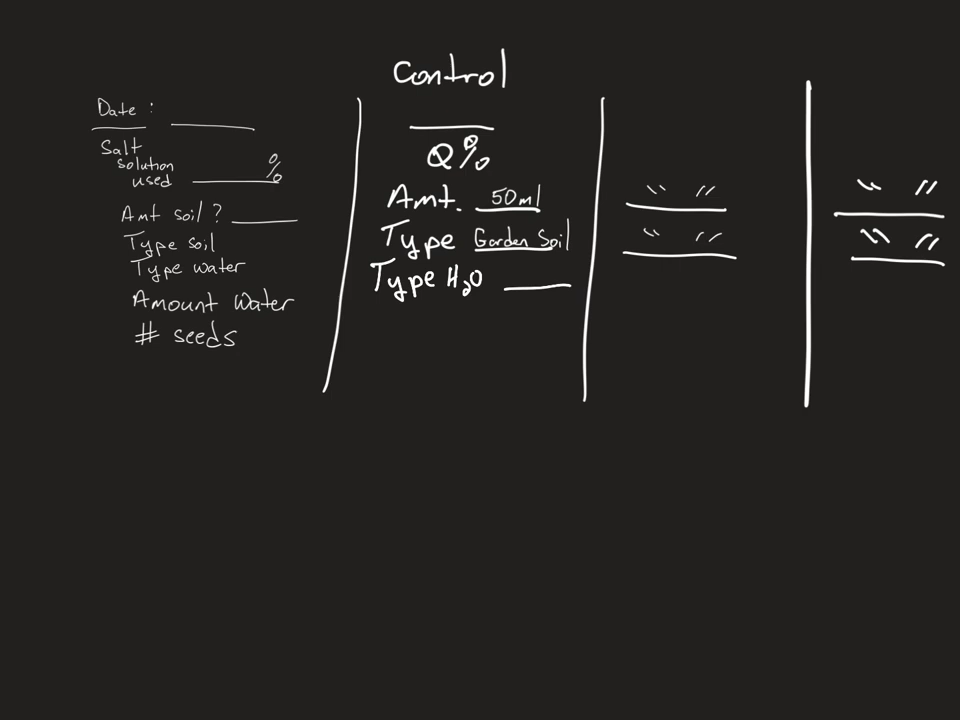 Control
Date :
Salt
solution
used %
Amt soil ?
Type soil
Type water
Amount Water
# seeds
0%
Amt. 50ml
Type Garden Soil
Type H₂O
" "
" "
" "
" "